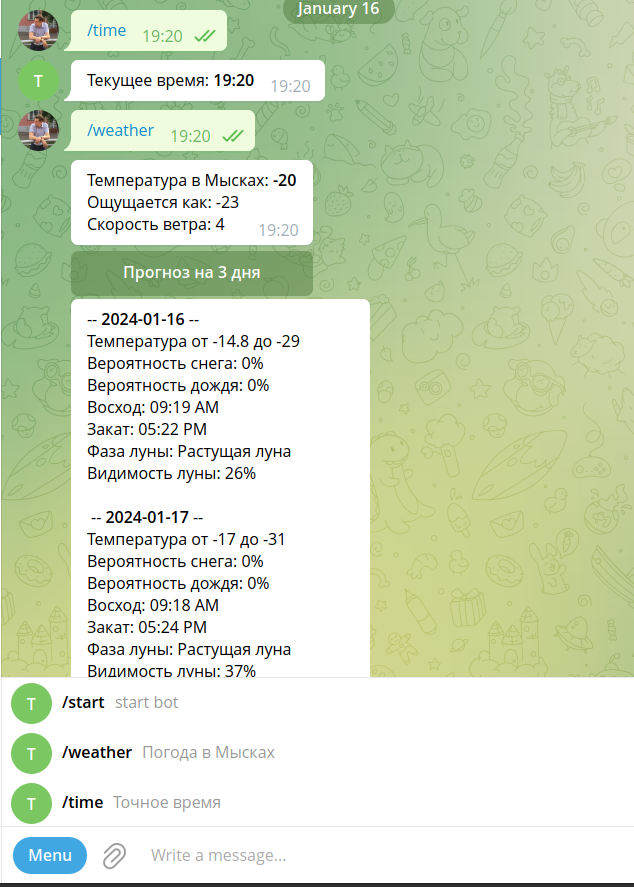 January 16
/time 19:20
T
Текущее время: 19:20 19:20
/weather 19:20
Температура в Мысках: -20
Ощущается как: -23
Скорость ветра: 4 19:20
Прогноз на 3 дня
-- 2024-01-16 --
Температура от -14.8 до -29
Вероятность снега: 0%
Вероятность дождя: 0%
Восход: 09:19 AM
Закат: 05:22 PM
Фаза луны: Растущая луна
Видимость луны: 26%
-- 2024-01-17 --
Температура от -17 до -31
Вероятность снега: 0%
Вероятность дождя: 0%
Восход: 09:18 AM
Закат: 05:24 PM
Фаза луны: Растущая луна
Видимость луны: 37%
T /start start bot
T /weather Погода в Мысках
T /time Точное время
Menu Write a message...